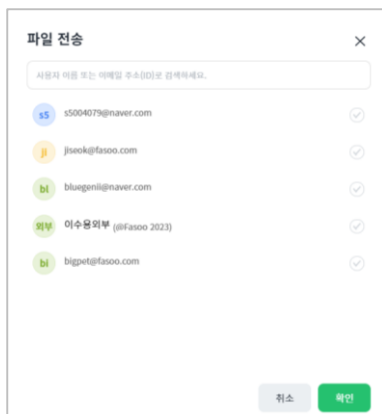 파일 전송
사용자 이름 또는 이메일 주소(ID)로 검색하세요.
s5 s5004079@naver.com
ji jiseok@fasoo.com
bl bluegenii@naver.com
외부 이수용외부 (@Fasoo 2023)
bi bigpet@fasoo.com
취소 확인